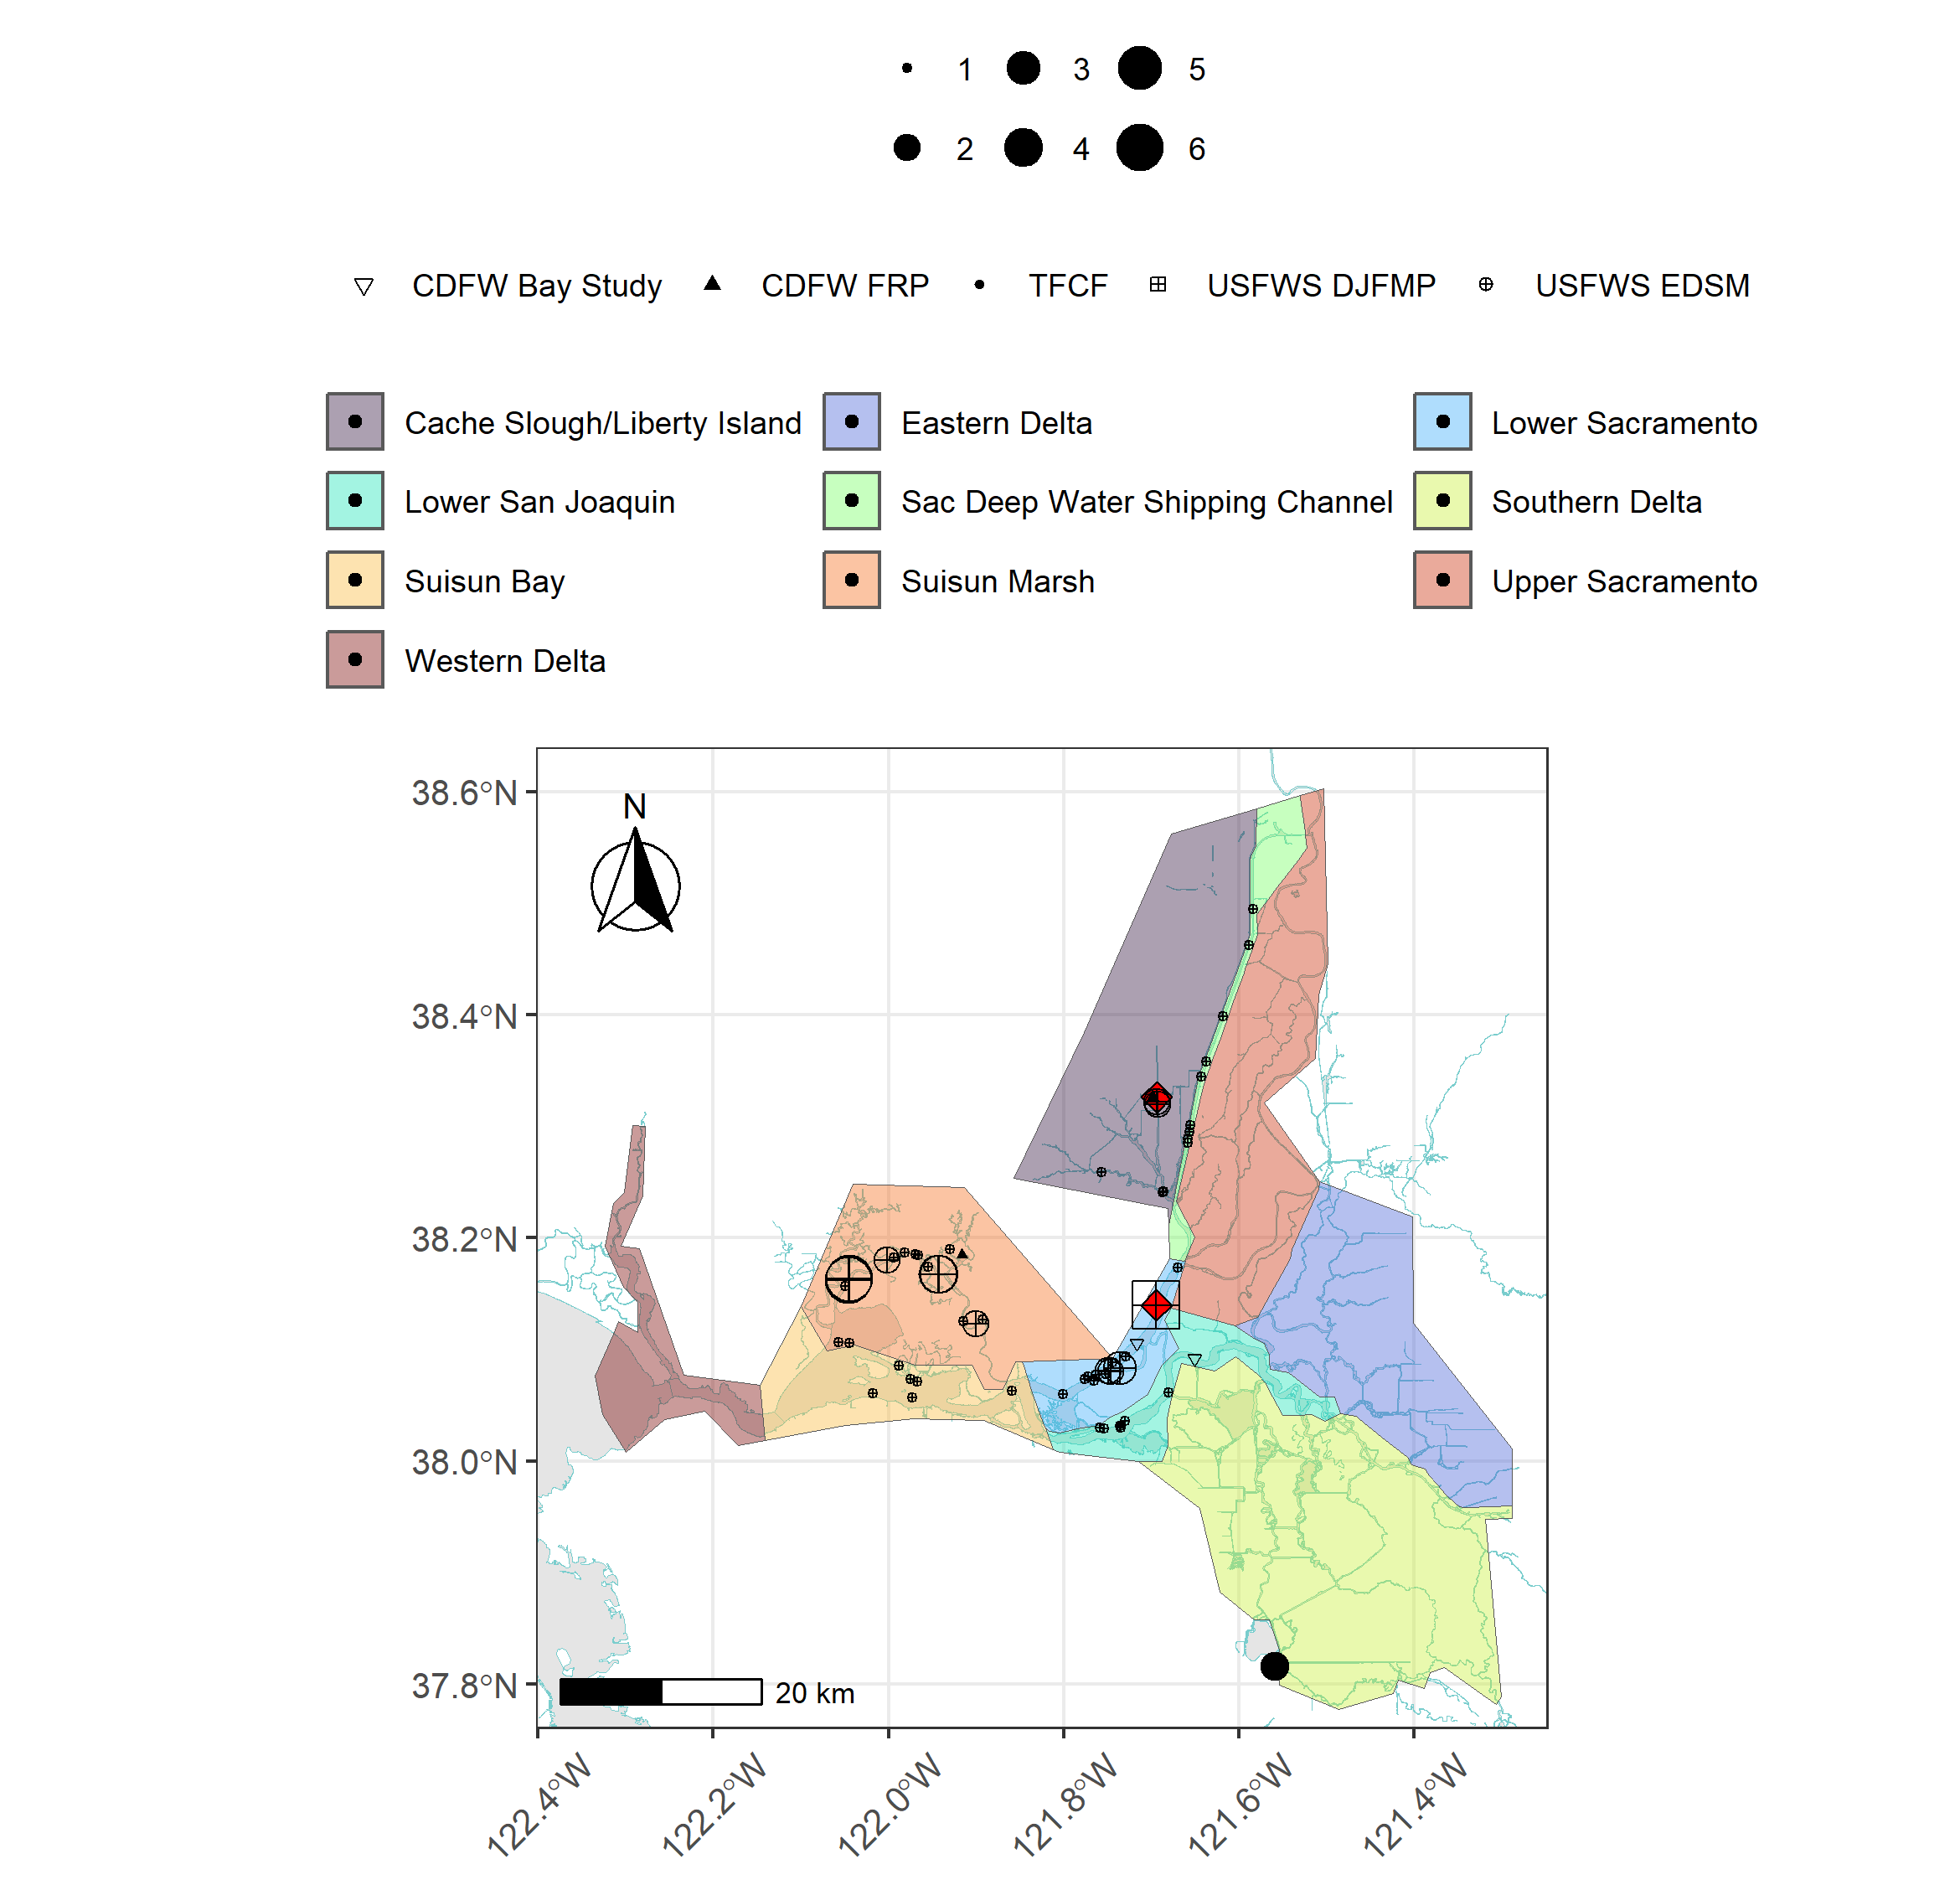 1 3 5
2 4 6
CDFW Bay Study CDFW FRP TFCF USFWS DJFMP USFWS EDSM
Cache Slough/Liberty Island Eastern Delta Lower Sacramento
Lower San Joaquin Sac Deep Water Shipping Channel Southern Delta
Suisun Bay Suisun Marsh Upper Sacramento
Western Delta
38.6°N
N
38.4°N
38.2°N
38.0°N
37.8°N
20 km
122.4°W 122.2°W 122.0°W 121.8°W 121.6°W 121.4°W